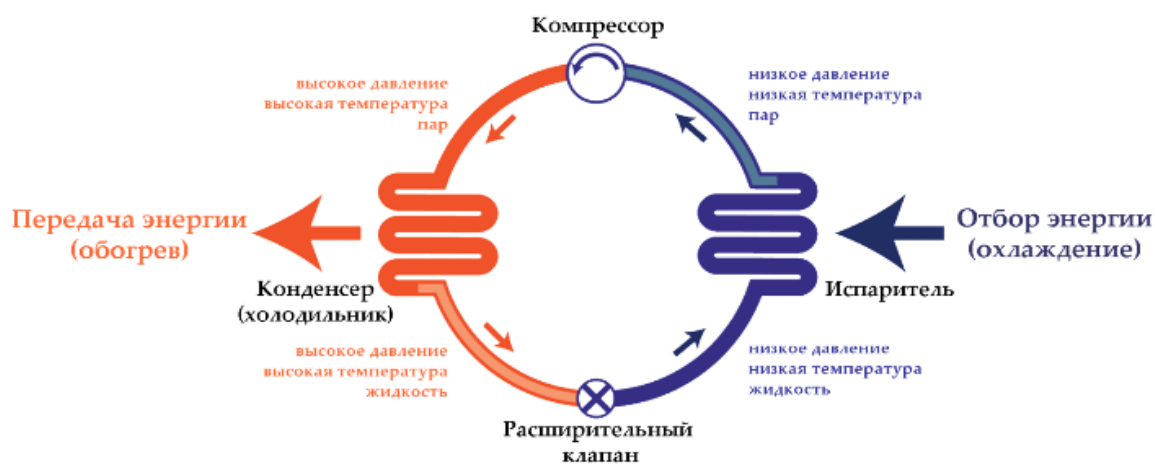 Компрессор
высокое давление
высокая температура
пар
низкое давление
низкая температура
пар
Передача энергии
(обогрев)
Отбор энергии
(охлаждение)
Конденсер
(холодильник)
Испаритель
высокое давление
высокая температура
жидкость
низкое давление
низкая температура
жидкость
Расширительный
клапан